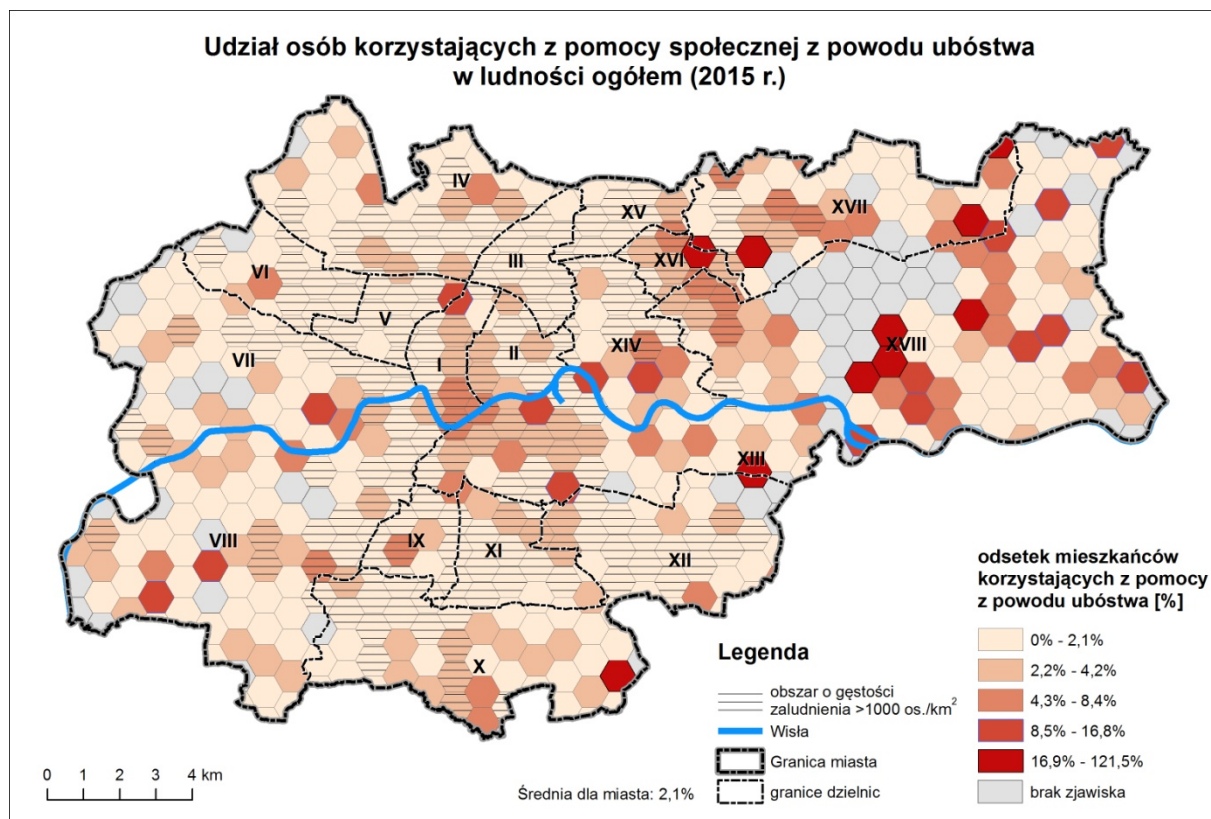 Udział osób korzystających z pomocy społecznej z powodu ubóstwa
w ludności ogółem (2015 r.)
IV
XV
XVII
VI
III
XVI
V
VII
I
II
XIV
XVIII
XIII
VIII
IX
XI
XII
X
odsetek mieszkańców
korzystających z pomocy
z powodu ubóstwa [%]
0% - 2,1%
2,2% - 4,2%
4,3% - 8,4%
8,5% - 16,8%
16,9% - 121,5%
brak zjawiska
Legenda
obszar o gęstości
zaludnienia >1000 os./km²
Wisła
Granica miasta
granice dzielnic
0 1 2 3 4 km
Średnia dla miasta: 2,1%